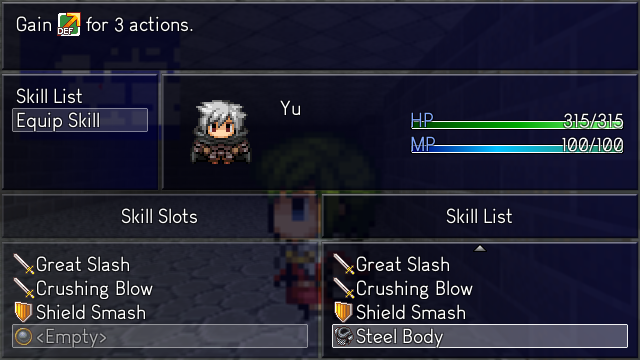 Gain DEF for 3 actions.
Skill List
Equip Skill
Yu
HP 315/315
MP 100/100
Skill Slots
Skill List
Great Slash
Crushing Blow
Shield Smash
<Empty>
Great Slash
Crushing Blow
Shield Smash
Steel Body